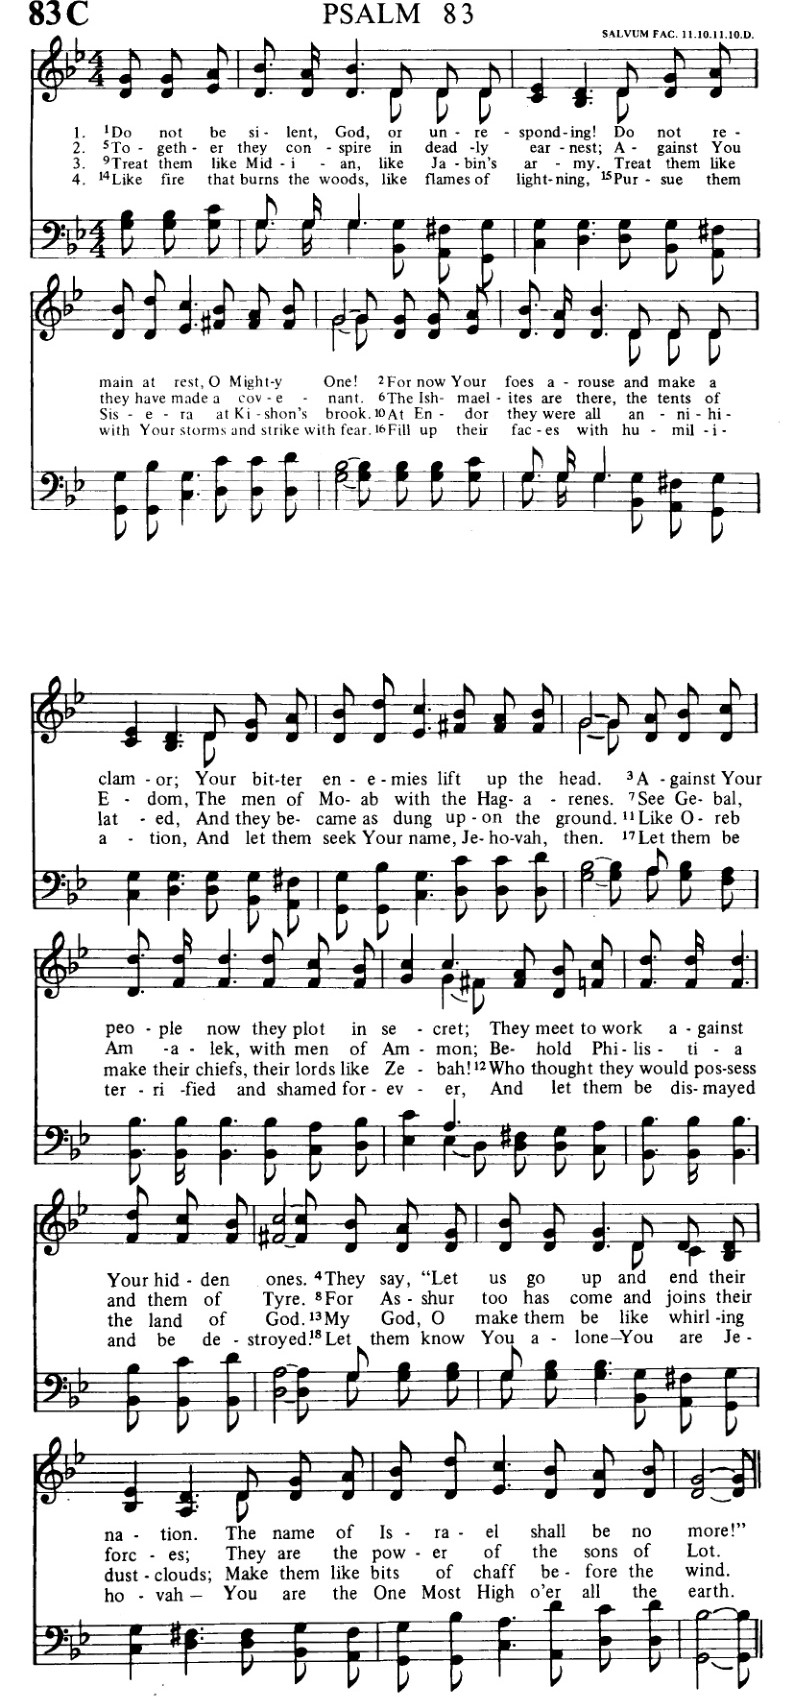 83C PSALM 83
SALVUM FAC. 11.10.11.10.D.
1. 1Do not be si - lent, God, or un - re - spond-ing! Do not re -
2. 5To - geth - er they con - spire in dead -ly ear - nest; A - gainst You
3. 9Treat them like Mid - i - an, like Ja - bin's ar - my. Treat them like
4. 14Like fire that burns the woods, like flames of light-ning, 15Pur - sue them
main at rest, O Might-y One! 2For now Your foes a - rouse and make a
they have made a cov - e - nant. 6The Ish- mael-ites are there, the tents of
Sis - e - ra at Ki-shon's brook. 10At En- dor they were all an - ni - hi-
with Your storms and strike with fear. 16Fill up their fac-es with hu - mil - i -
clam - or; Your bit-ter en - e-mies lift up the head. 3A - gainst Your
E - dom, The men of Mo- ab with the Hag- a - renes. 7See Ge- bal,
lat - ed, And they be- came as dung up-on the ground. 11Like O- reb
a - tion, And let them seek Your name, Je-ho-vah, then. 17Let them be
peo - ple now they plot in se - cret; They meet to work a - gainst
Am -a- lek, with men of Am - mon; Be- hold Phi-lis- ti - a
make their chiefs, their lords like Ze - bah! 12Who thought they would pos-sess
ter- ri -fied and shamed for- ev - er, And let them be dis-mayed
Your hid - den ones. 4They say, “Let us go up and end their
and them of Tyre. 8For As - shur too has come and joins their
the land of God. 13My God, O make them be like whirl -ing
and be de - stroyed! 18Let them know You a - lone—You are Je -
na - tion. The name of Is - ra - el shall be no more!”
forc - es; They are the pow - er of the sons of Lot.
dust-clouds; Make them like bits of chaff be - fore the wind.
ho - vah— You are the One Most High o'er all the earth.